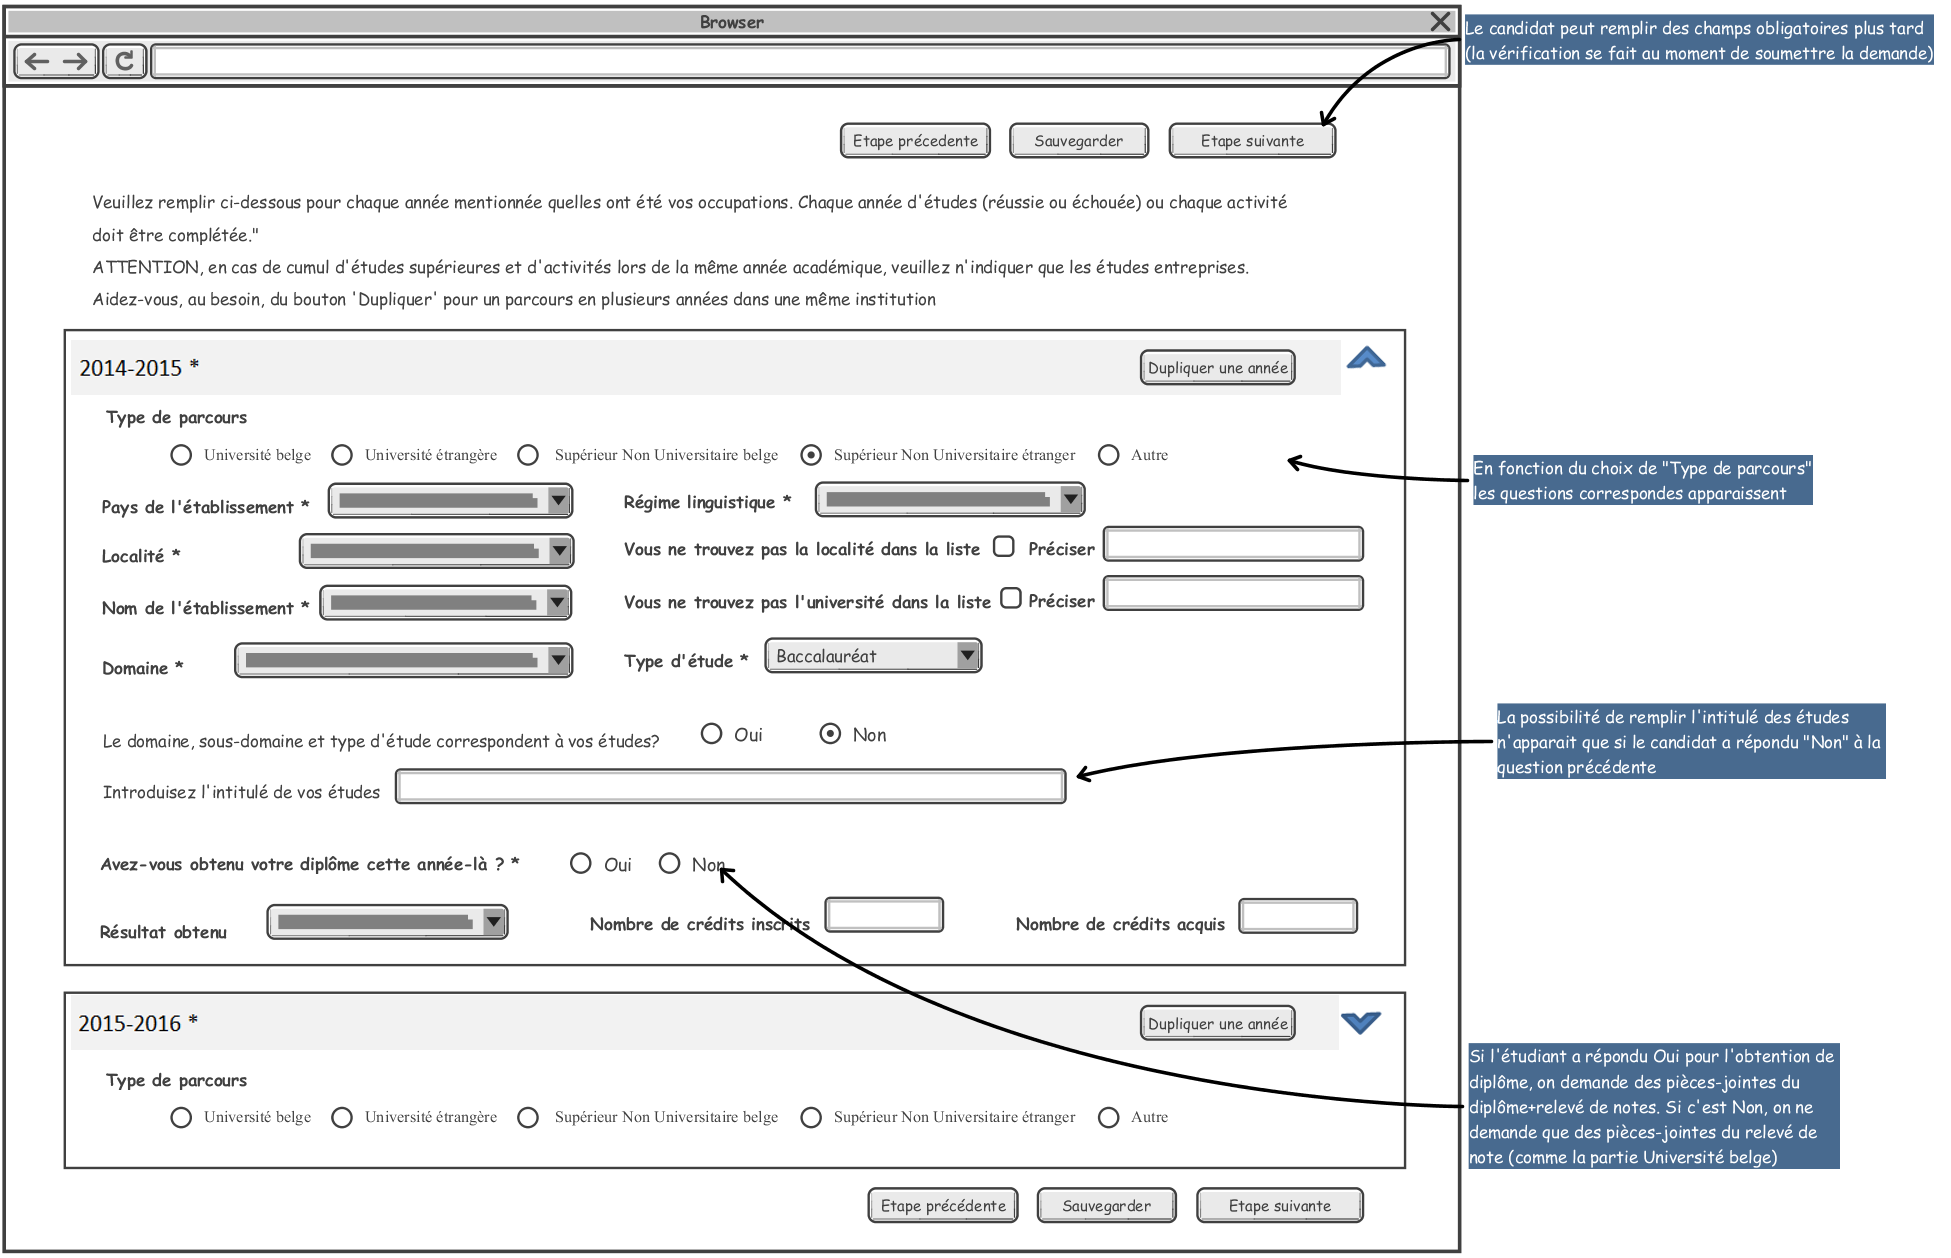 Browser
Le candidat peut remplir des champs obligatoires plus tard
(la vérification se fait au moment de soumettre la demande)
Etape précedente
Sauvegarder
Etape suivante
Veuillez remplir ci-dessous pour chaque année mentionnée quelles ont été vos occupations. Chaque année d'études (réussie ou échouée) ou chaque activité
doit être complétée."
ATTENTION, en cas de cumul d'études supérieures et d'activités lors de la même année académique, veuillez n'indiquer que les études entreprises.
Aidez-vous, au besoin, du bouton 'Dupliquer' pour un parcours en plusieurs années dans une même institution
2014-2015 *
Dupliquer une année
Type de parcours
Université belge
Université étrangère
Supérieur Non Universitaire belge
Supérieur Non Universitaire étranger
Autre
En fonction du choix de "Type de parcours"
les questions correspondes apparaissent
Pays de l'établissement *
Régime linguistique *
Localité *
Vous ne trouvez pas la localité dans la liste
Préciser
Nom de l'établissement *
Vous ne trouvez pas l'université dans la liste
Préciser
Domaine *
Type d'étude *
Baccalauréat
Le domaine, sous-domaine et type d'étude correspondent à vos études?
Oui
Non
La possibilité de remplir l'intitulé des études
n'apparait que si le candidat a répondu "Non" à la
question précédente
Introduisez l'intitulé de vos études
Avez-vous obtenu votre diplôme cette année-là ? *
Oui
Non
Résultat obtenu
Nombre de crédits inscrits
Nombre de crédits acquis
2015-2016 *
Dupliquer une année
Type de parcours
Université belge
Université étrangère
Supérieur Non Universitaire belge
Supérieur Non Universitaire étranger
Autre
Si l'étudiant a répondu Oui pour l'obtention de
diplôme, on demande des pièces-jointes du
diplôme+relevé de notes. Si c'est Non, on ne
demande que des pièces-jointes du relevé de
note (comme la partie Université belge)
Etape précédente
Sauvegarder
Etape suivante